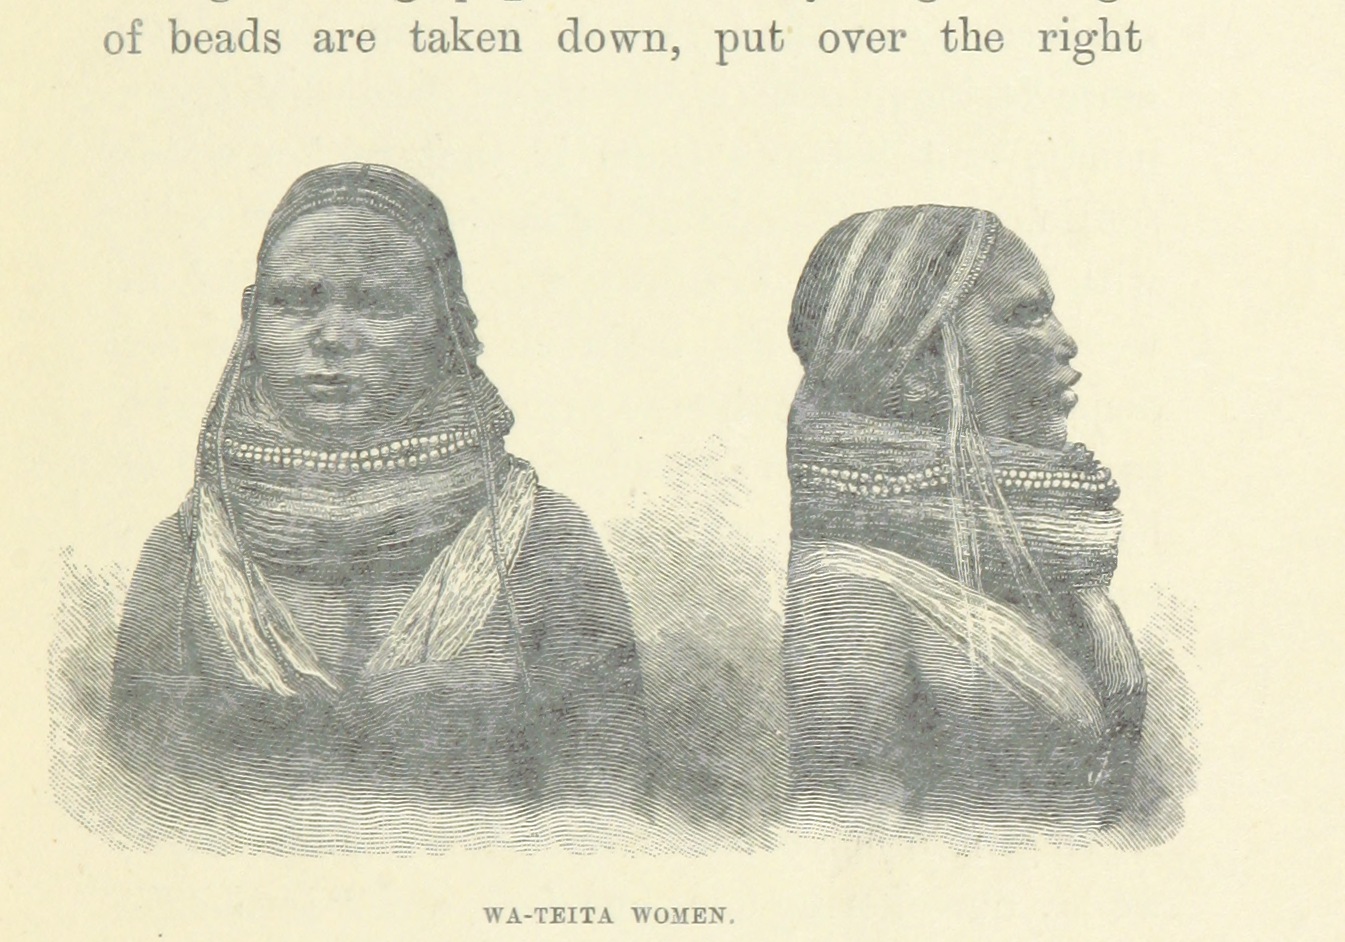 of beads are taken down, put over the right
WA-TEITA WOMEN.